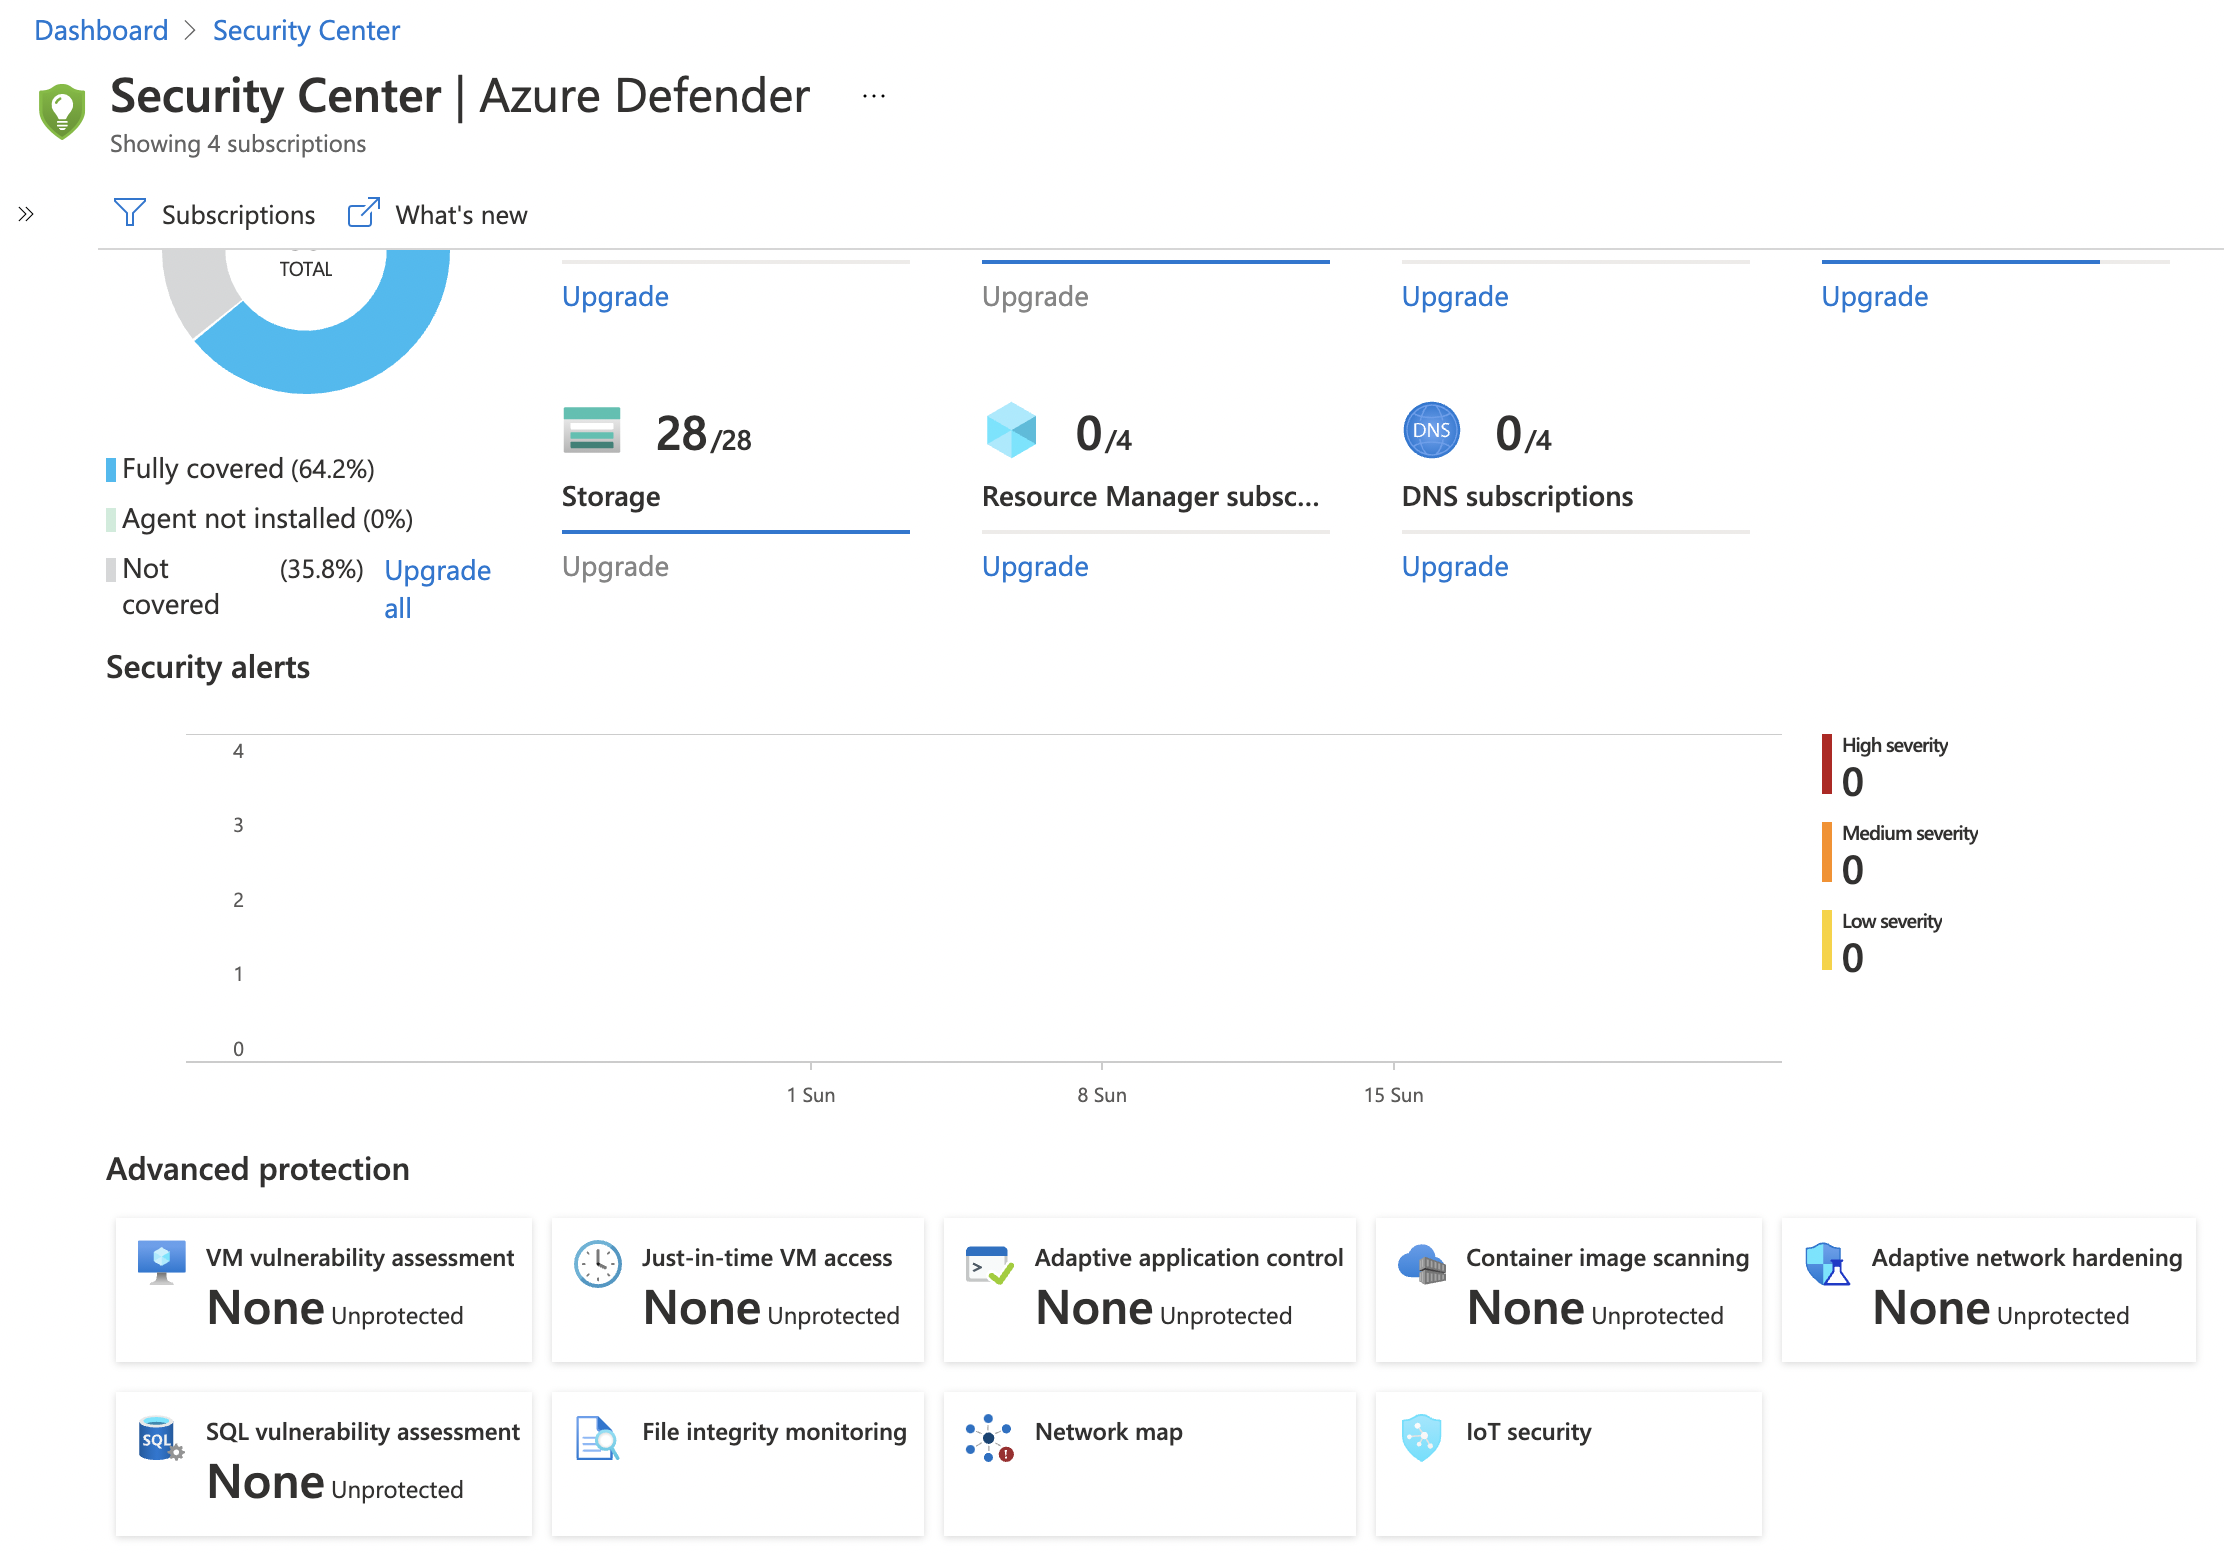 Dashboard > Security Center
Security Center | Azure Defender ...
Showing 4 subscriptions
» Subscriptions What's new
TOTAL
Upgrade Upgrade Upgrade Upgrade
Fully covered (64.2%)
Agent not installed (0%)
Not covered (35.8%) Upgrade all
28/28
Storage
Upgrade
0/4
Resource Manager subsc...
Upgrade
DNS
0/4
DNS subscriptions
Upgrade
Security alerts
4
3
2
1
0
1 Sun 8 Sun 15 Sun
High severity
0
Medium severity
0
Low severity
0
Advanced protection
VM vulnerability assessment
None Unprotected
Just-in-time VM access
None Unprotected
Adaptive application control
None Unprotected
Container image scanning
None Unprotected
Adaptive network hardening
None Unprotected
SQL
SQL vulnerability assessment
None Unprotected
File integrity monitoring
Network map
IoT security